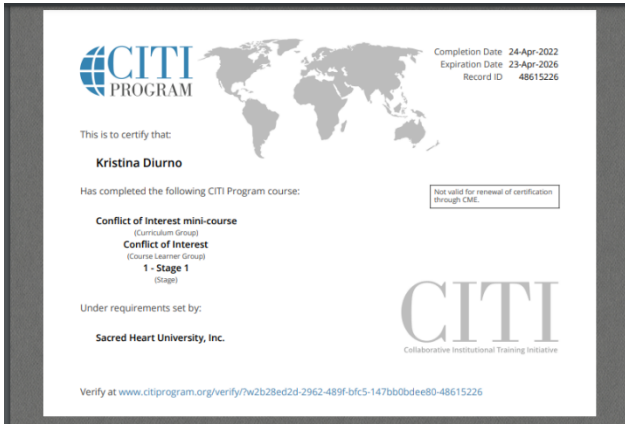 CITI
PROGRAM
Completion Date 24-Apr-2022
Expiration Date 23-Apr-2026
Record ID 48615226
This is to certify that:
Kristina Diurno
Has completed the following CITI Program course:
Not valid for renewal of certification
through CME.
Conflict of Interest mini-course
(Curriculum Group)
Conflict of Interest
(Course Learner Group)
1 - Stage 1
(Stage)
Under requirements set by:
Sacred Heart University, Inc.
CITI
Collaborative Institutional Training Initiative
Verify at www.citiprogram.org/verify/?w2b28ed2d-2962-489f-bfc5-147bb0bdee80-48615226